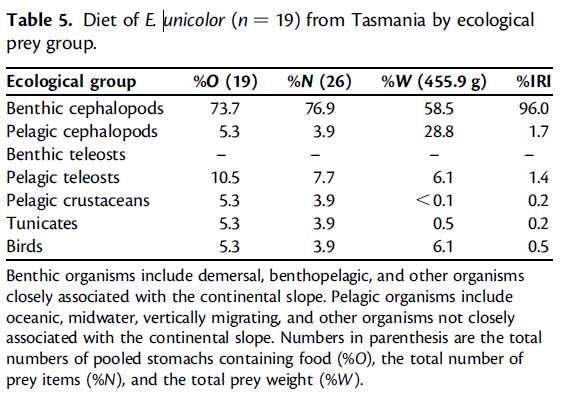 Table 5. Diet of E. unicolor (n = 19) from Tasmania by ecological
prey group.
Ecological group %O (19) %N (26) %W (455.9 g) %IRI
Benthic cephalopods 73.7 76.9 58.5 96.0
Pelagic cephalopods 5.3 3.9 28.8 1.7
Benthic teleosts – – – –
Pelagic teleosts 10.5 7.7 6.1 1.4
Pelagic crustaceans 5.3 3.9 <0.1 0.2
Tunicates 5.3 3.9 0.5 0.2
Birds 5.3 3.9 6.1 0.5
Benthic organisms include demersal, benthopelagic, and other organisms
closely associated with the continental slope. Pelagic organisms include
oceanic, midwater, vertically migrating, and other organisms not closely
associated with the continental slope. Numbers in parenthesis are the total
numbers of pooled stomachs containing food (%O), the total number of
prey items (%N), and the total prey weight (%W).